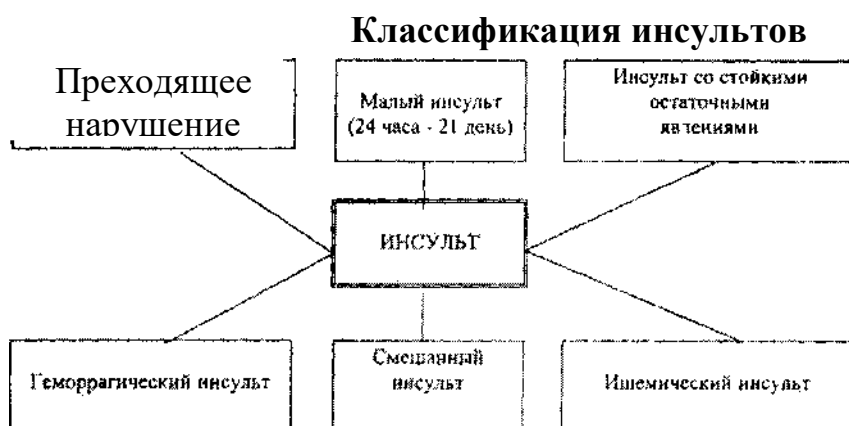 Классификация инсультов
Преходящее
нарушение
Малый инсульт
(24 часа - 21 день)
Инсульт со стойкими
остаточными
явлениями
ИНСУЛЬТ
Геморрагический инсульт
Смешанный
инсульт
Ишемический инсульт